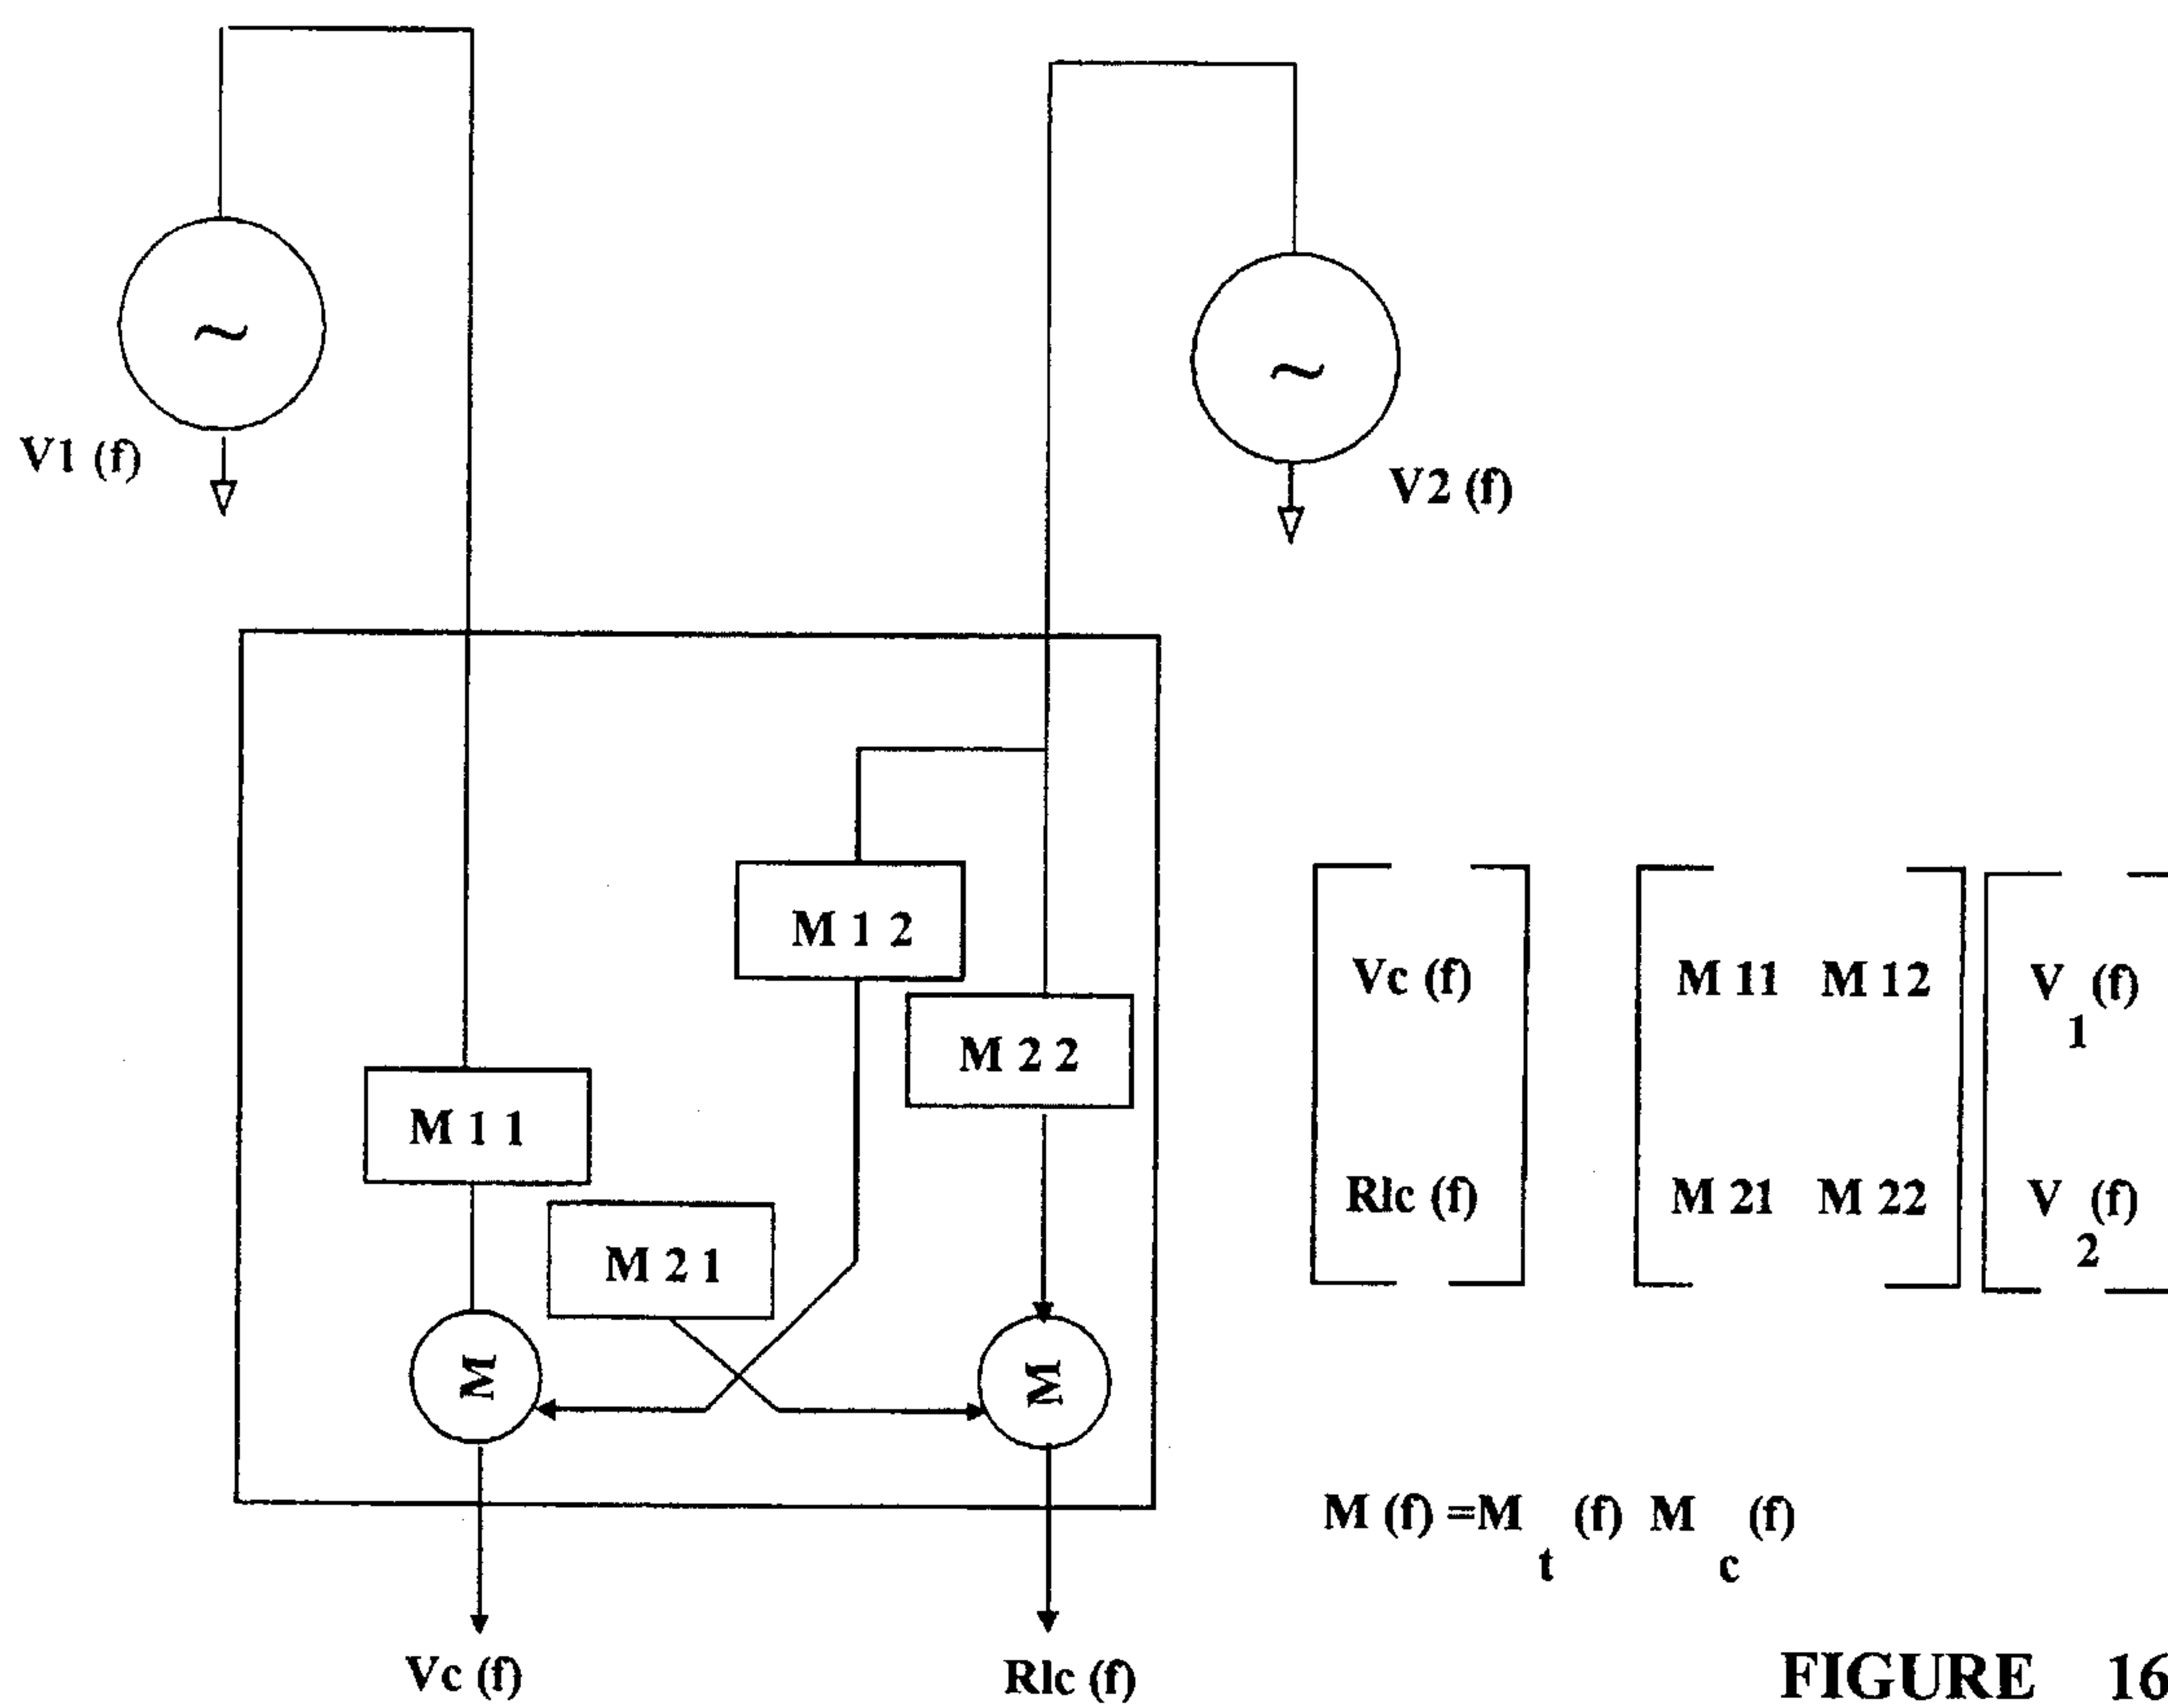 ~
~
V1 (f)
V2 (f)
M 1 2
M 2 2
M 1 1
M 2 1
M
M
Vc (f)
Rlc (f)
Vc (f)
M 11 M 12
V 1 (f)
Rlc (f)
M 21 M 22
V 2 (f)
M (f) =M t (f) M c (f)
FIGURE 16